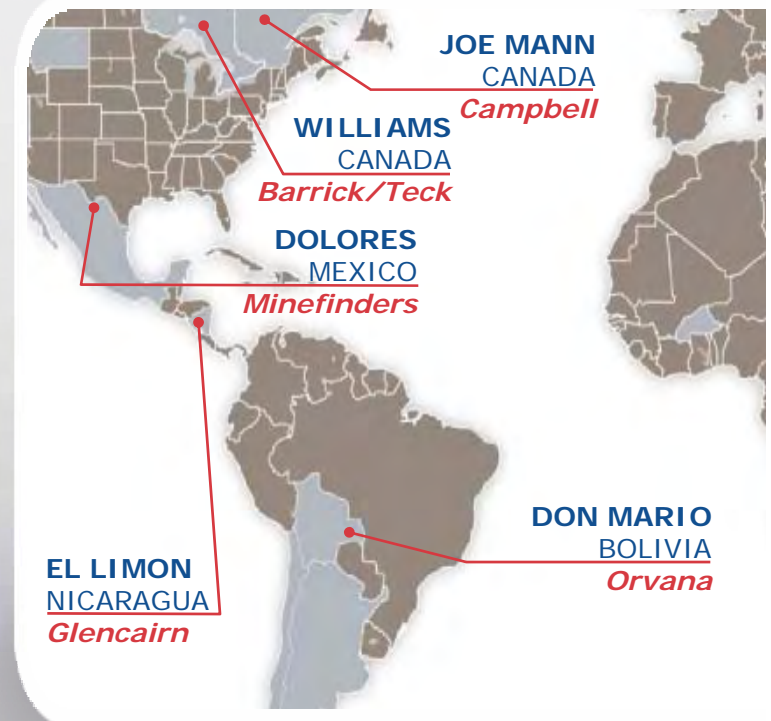 JOE MANN
CANADA
Campbell
WILLIAMS
CANADA
Barrick/Teck
DOLORES
MEXICO
Minefinders
DON MARIO
BOLIVIA
Orvana
EL LIMON
NICARAGUA
Glencairn